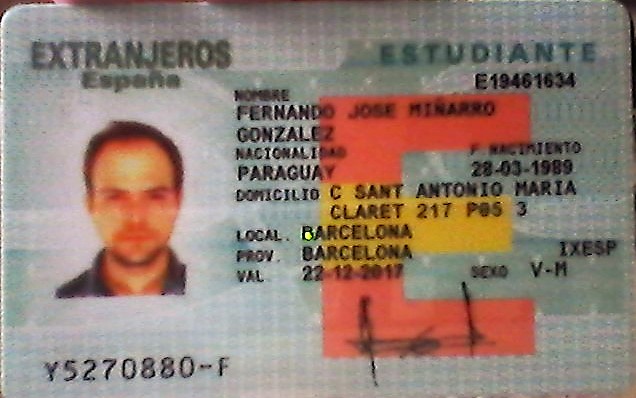 EXTRANJEROS ESTUDIANTE
España
E19461634
NOMBRE
FERNANDO JOSE MIÑARRO
GONZALEZ
NACIONALIDAD F. NACIMIENTO
PARAGUAY 28-03-1989
DOMICILIO C SANT ANTONIO MARIA
CLARET 217 P05 3
LOCAL. BARCELONA
PROV. BARCELONA IXESP
VAL. 22-12-2017 SEXO V-M
Y5270880-F